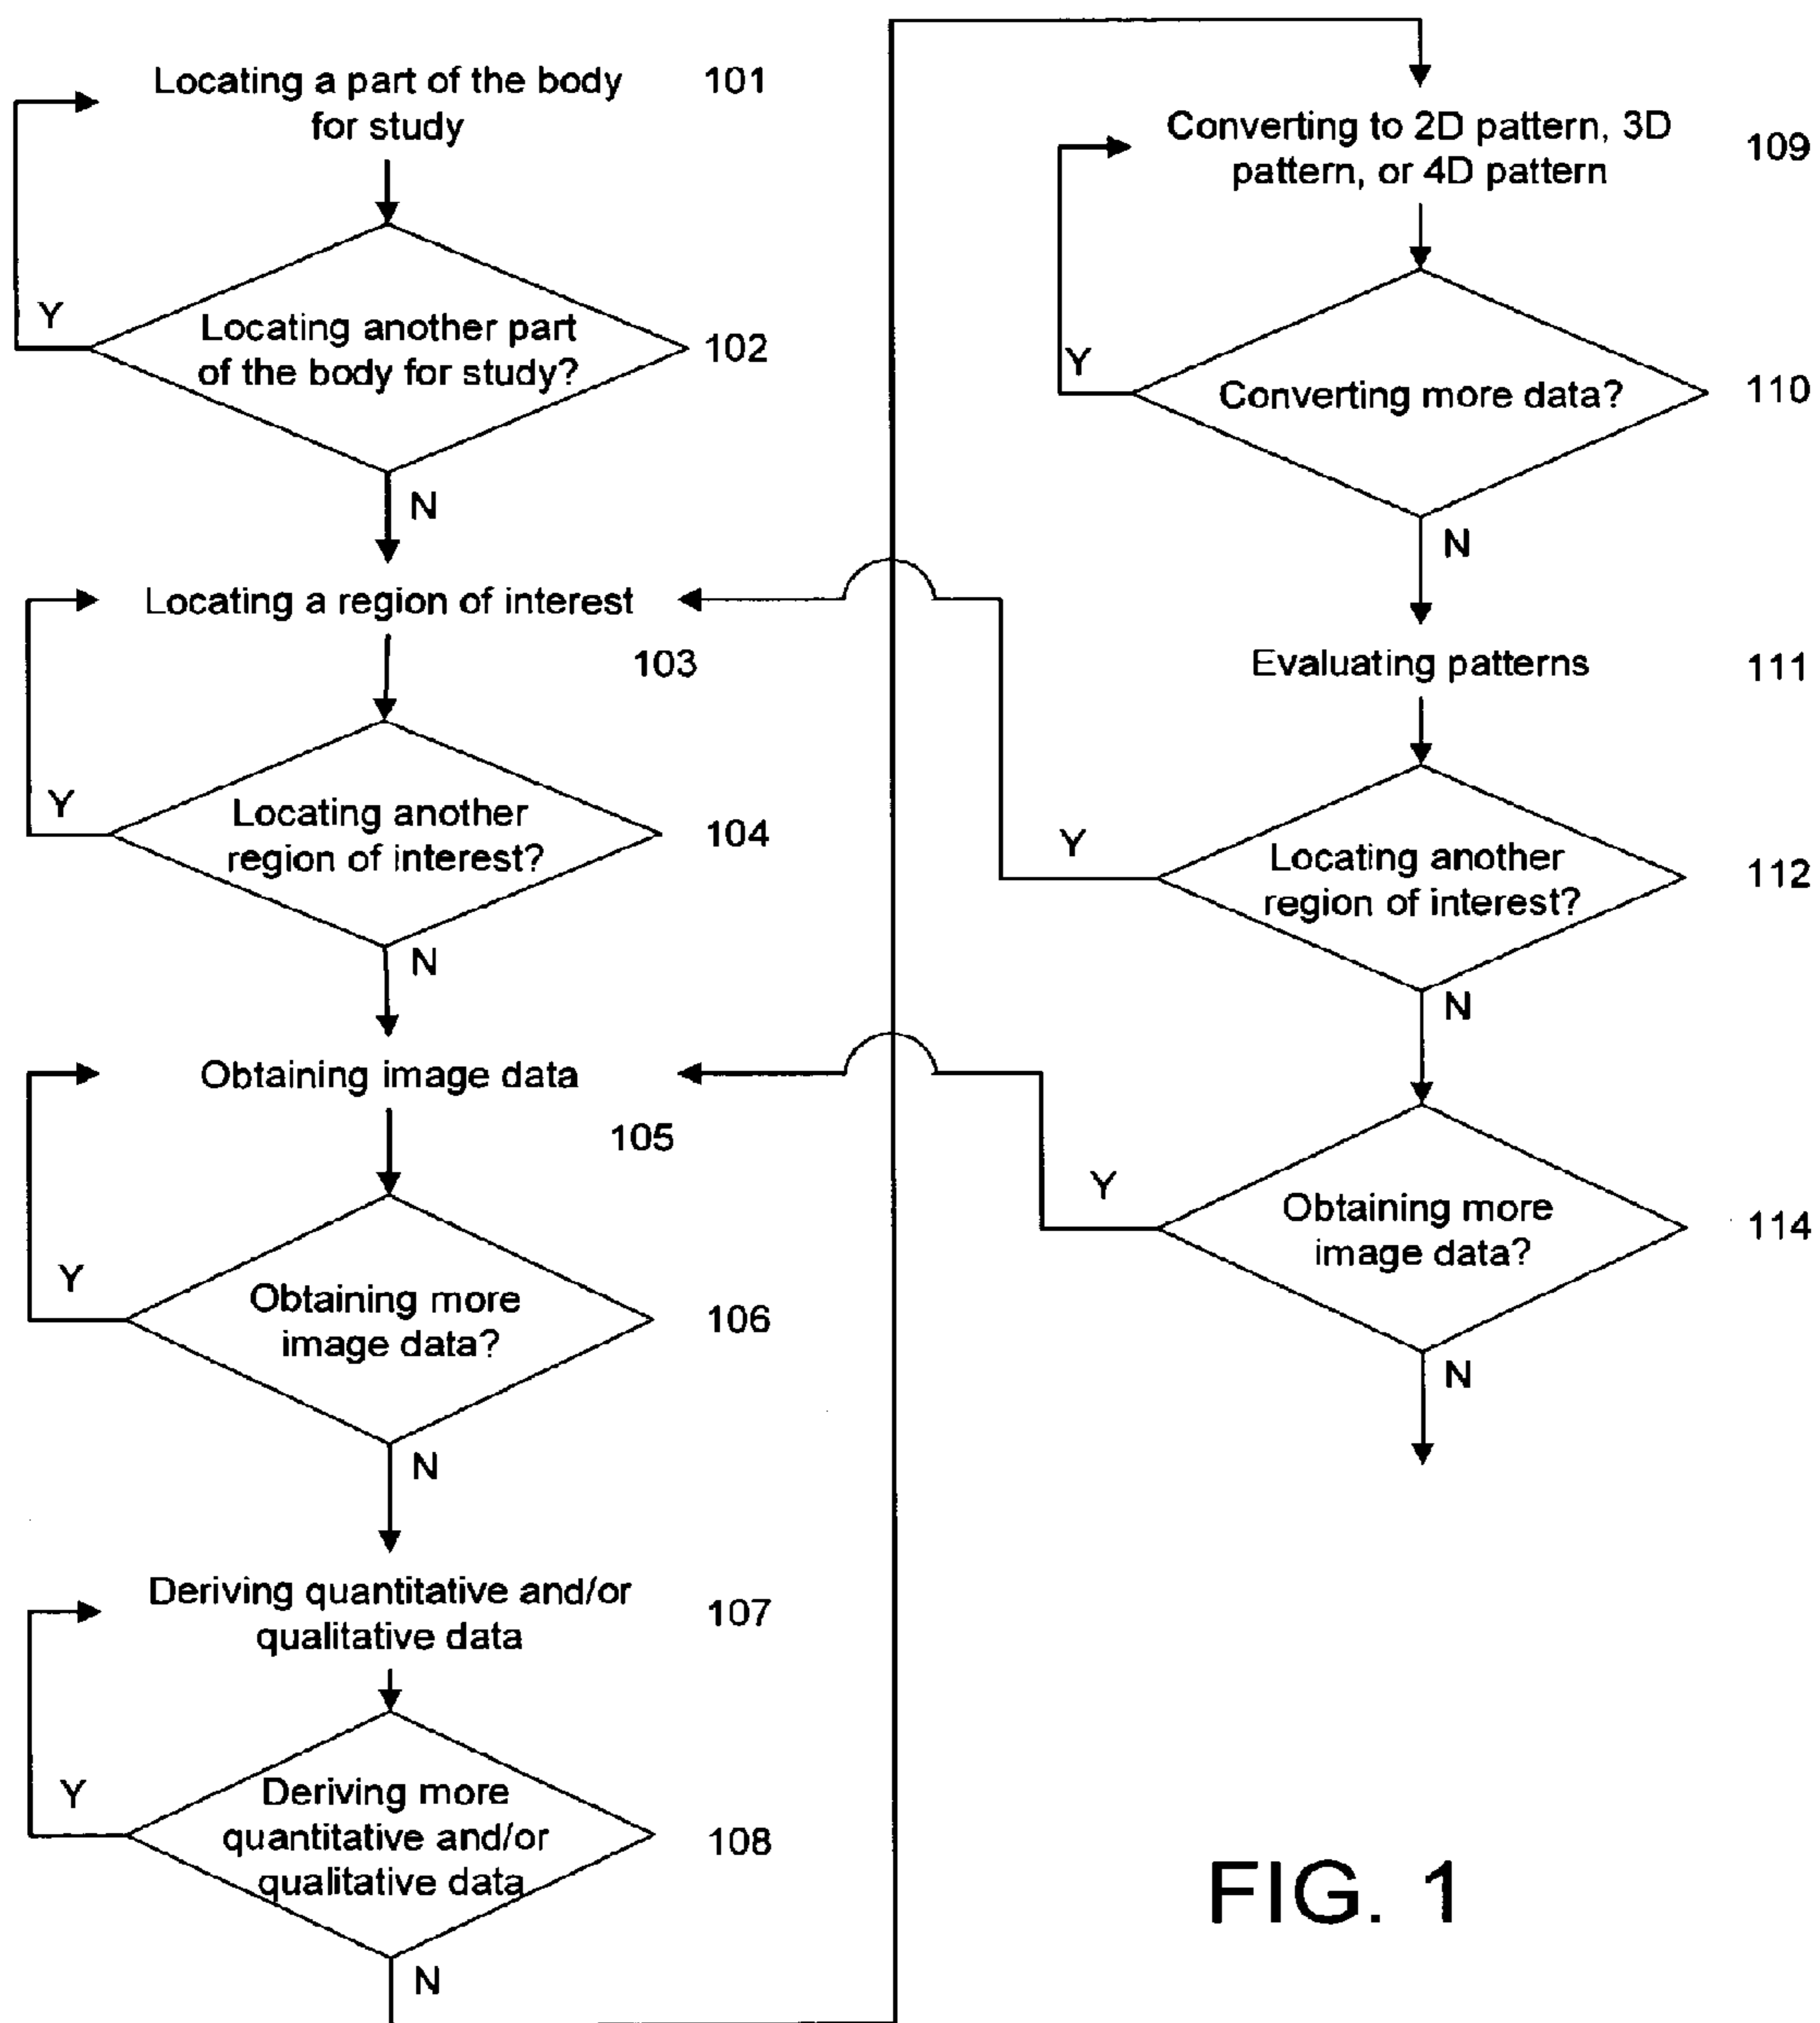 Locating a part of the body
for study
101
Y
Locating another part
of the body for study?
102
N
Locating a region of interest
103
Y
Locating another
region of interest?
104
N
Obtaining image data
105
Y
Obtaining more
image data?
106
N
Deriving quantitative and/or
qualitative data
107
Y
Deriving more
quantitative and/or
qualitative data
108
N
Converting to 2D pattern, 3D
pattern, or 4D pattern
109
Y
Converting more data?
110
N
Evaluating patterns
111
Y
Locating another
region of interest?
112
N
Y
Obtaining more
image data?
114
N
FIG. 1